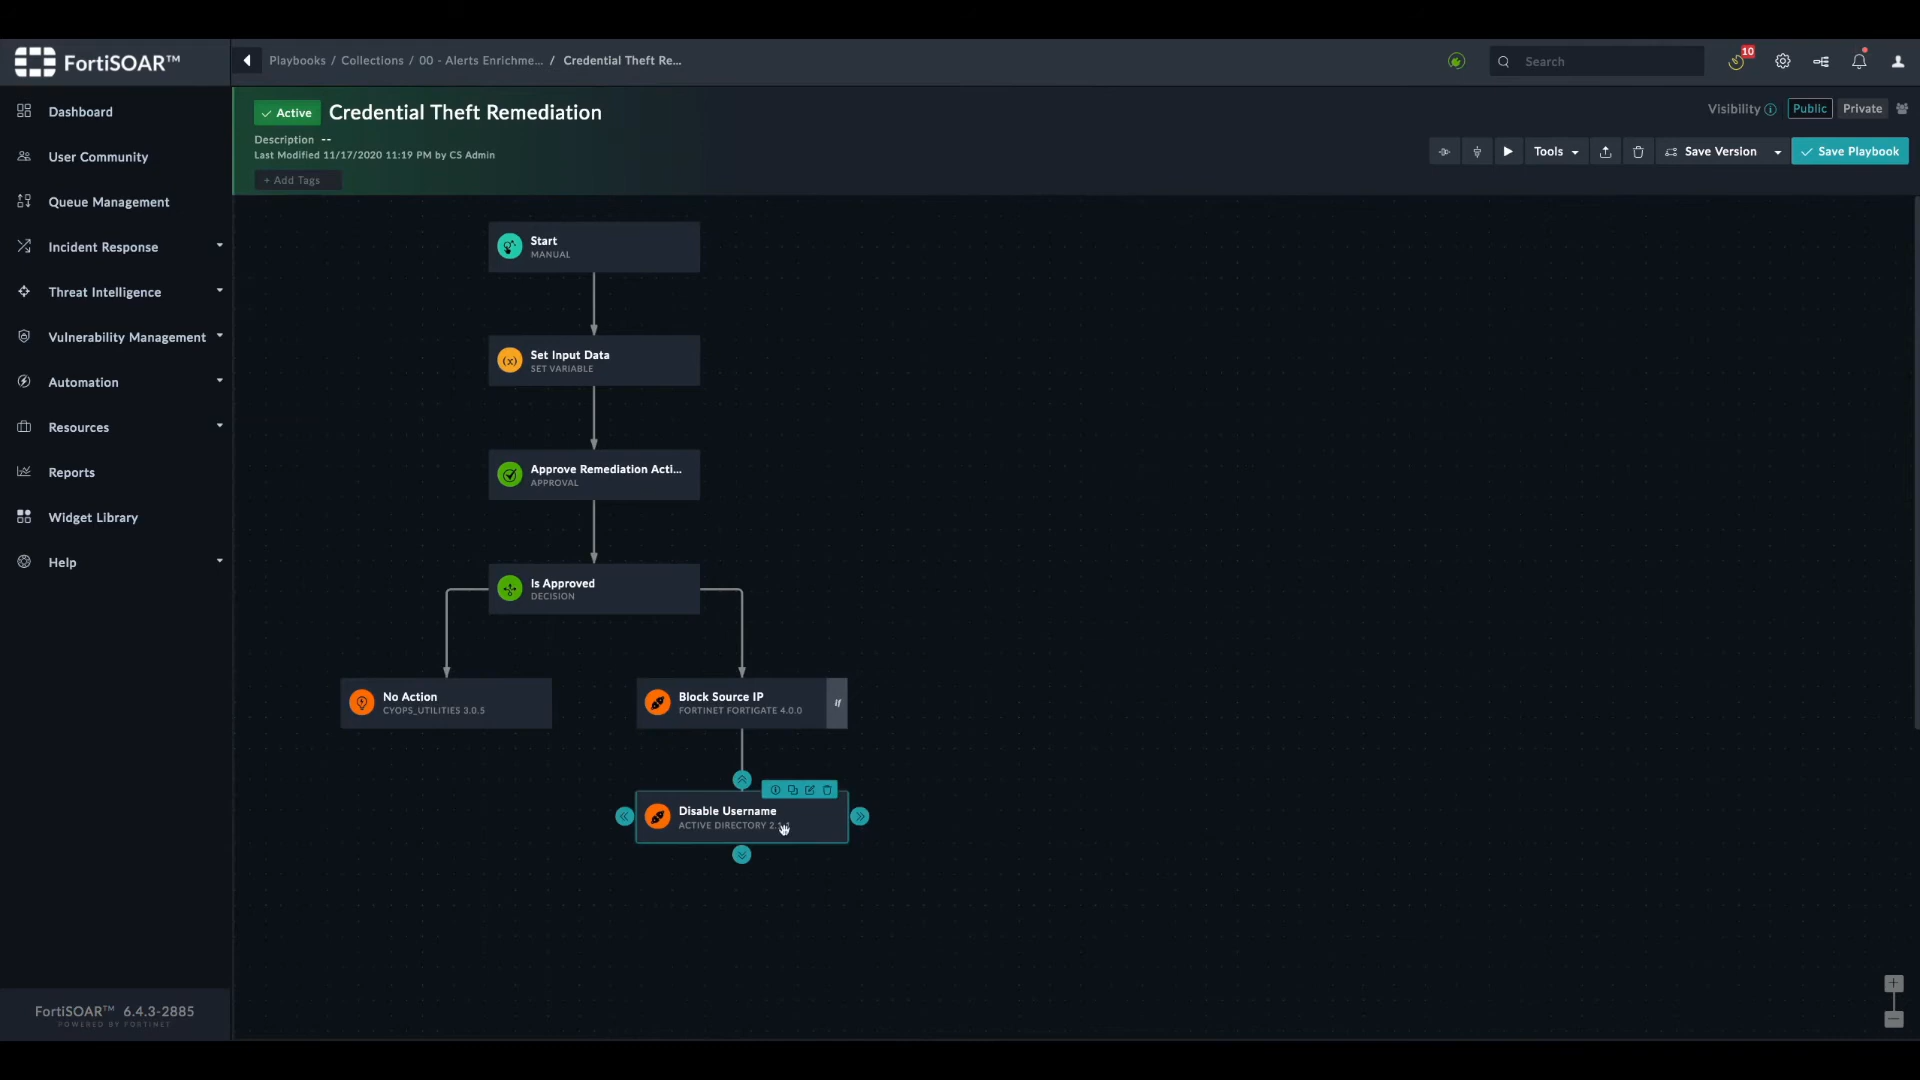 FortiSOAR™
Playbooks / Collections / 00 - Alerts Enrichme... / Credential Theft Re...
Search
10
Active
Credential Theft Remediation
Description --
Last Modified 11/17/2020 11:19 PM by CS Admin
+ Add Tags
Visibility
Public
Private
Tools
Save Version
Save Playbook
Dashboard
User Community
Queue Management
Incident Response
Threat Intelligence
Vulnerability Management
Automation
Resources
Reports
Widget Library
Help
Start
MANUAL
(x)
Set Input Data
SET VARIABLE
Approve Remediation Acti...
APPROVAL
Is Approved
DECISION
No Action
CYOPS_UTILITIES 3.0.5
Block Source IP
FORTINET FORTIGATE 4.0.0
If
Disable Username
ACTIVE DIRECTORY
FortiSOAR™ 6.4.3-2885
POWERED BY FORTINET